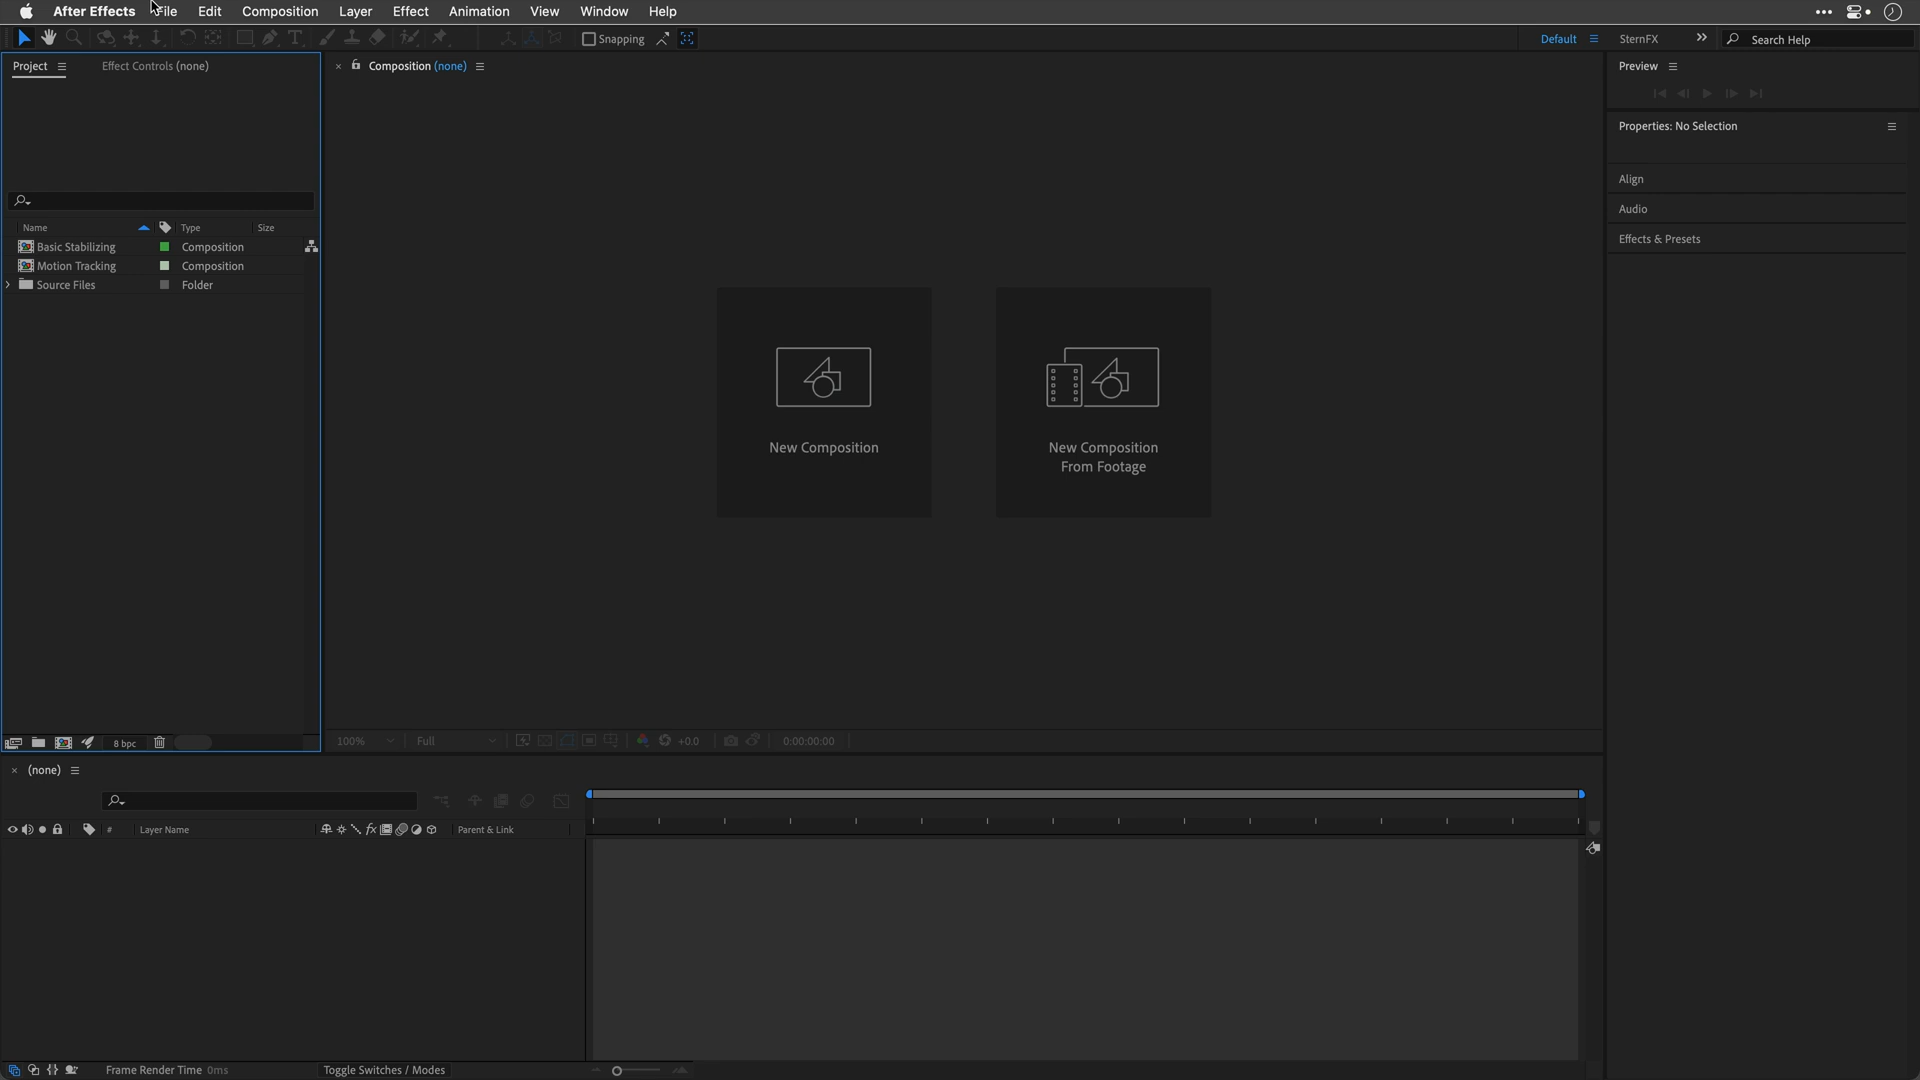 After Effects File Edit Composition Layer Effect Animation View Window Help
Snapping Default SternFX Search Help
Project Effect Controls (none) Composition (none) Preview
Properties: No Selection
Align
Audio
Effects & Presets
Name Type Size
Basic Stabilizing Composition
Motion Tracking Composition
Source Files Folder
New Composition
New Composition
From Footage
8 bpc 100% Full +0.0 0:00:00:00
(none)
# Layer Name fx Parent & Link
Frame Render Time 0ms Toggle Switches / Modes